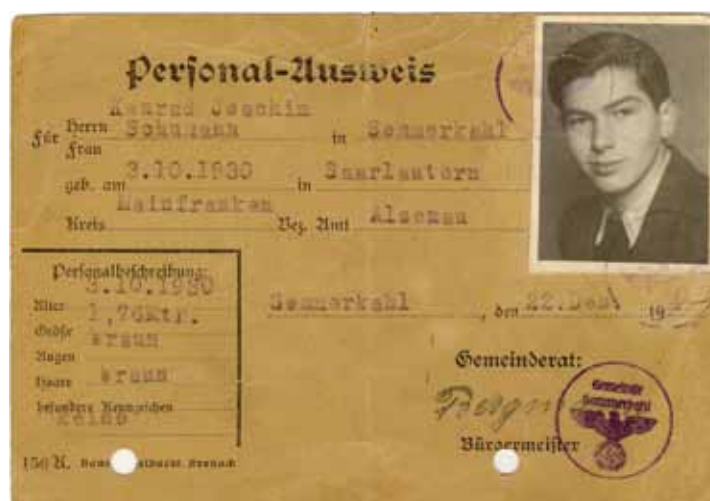 Personal-Ausweis
Konrad Joachim
Für Herrn Schumann in Sommerkahl
Frau
geb. am 3.10.1930 in Saarlautern
Kreis Mainfranken Bez. Amt Alzenau
Personalbeschreibung:
3.10.1930
Alter
Größe 1,76Mtr.
Augen braun
Haare braun
besondere Kennzeichen
keine
Sommerkahl, den 22.Dez. 194
Gemeinderat:
Bürgermeister
Gemeinde
Sommerkahl